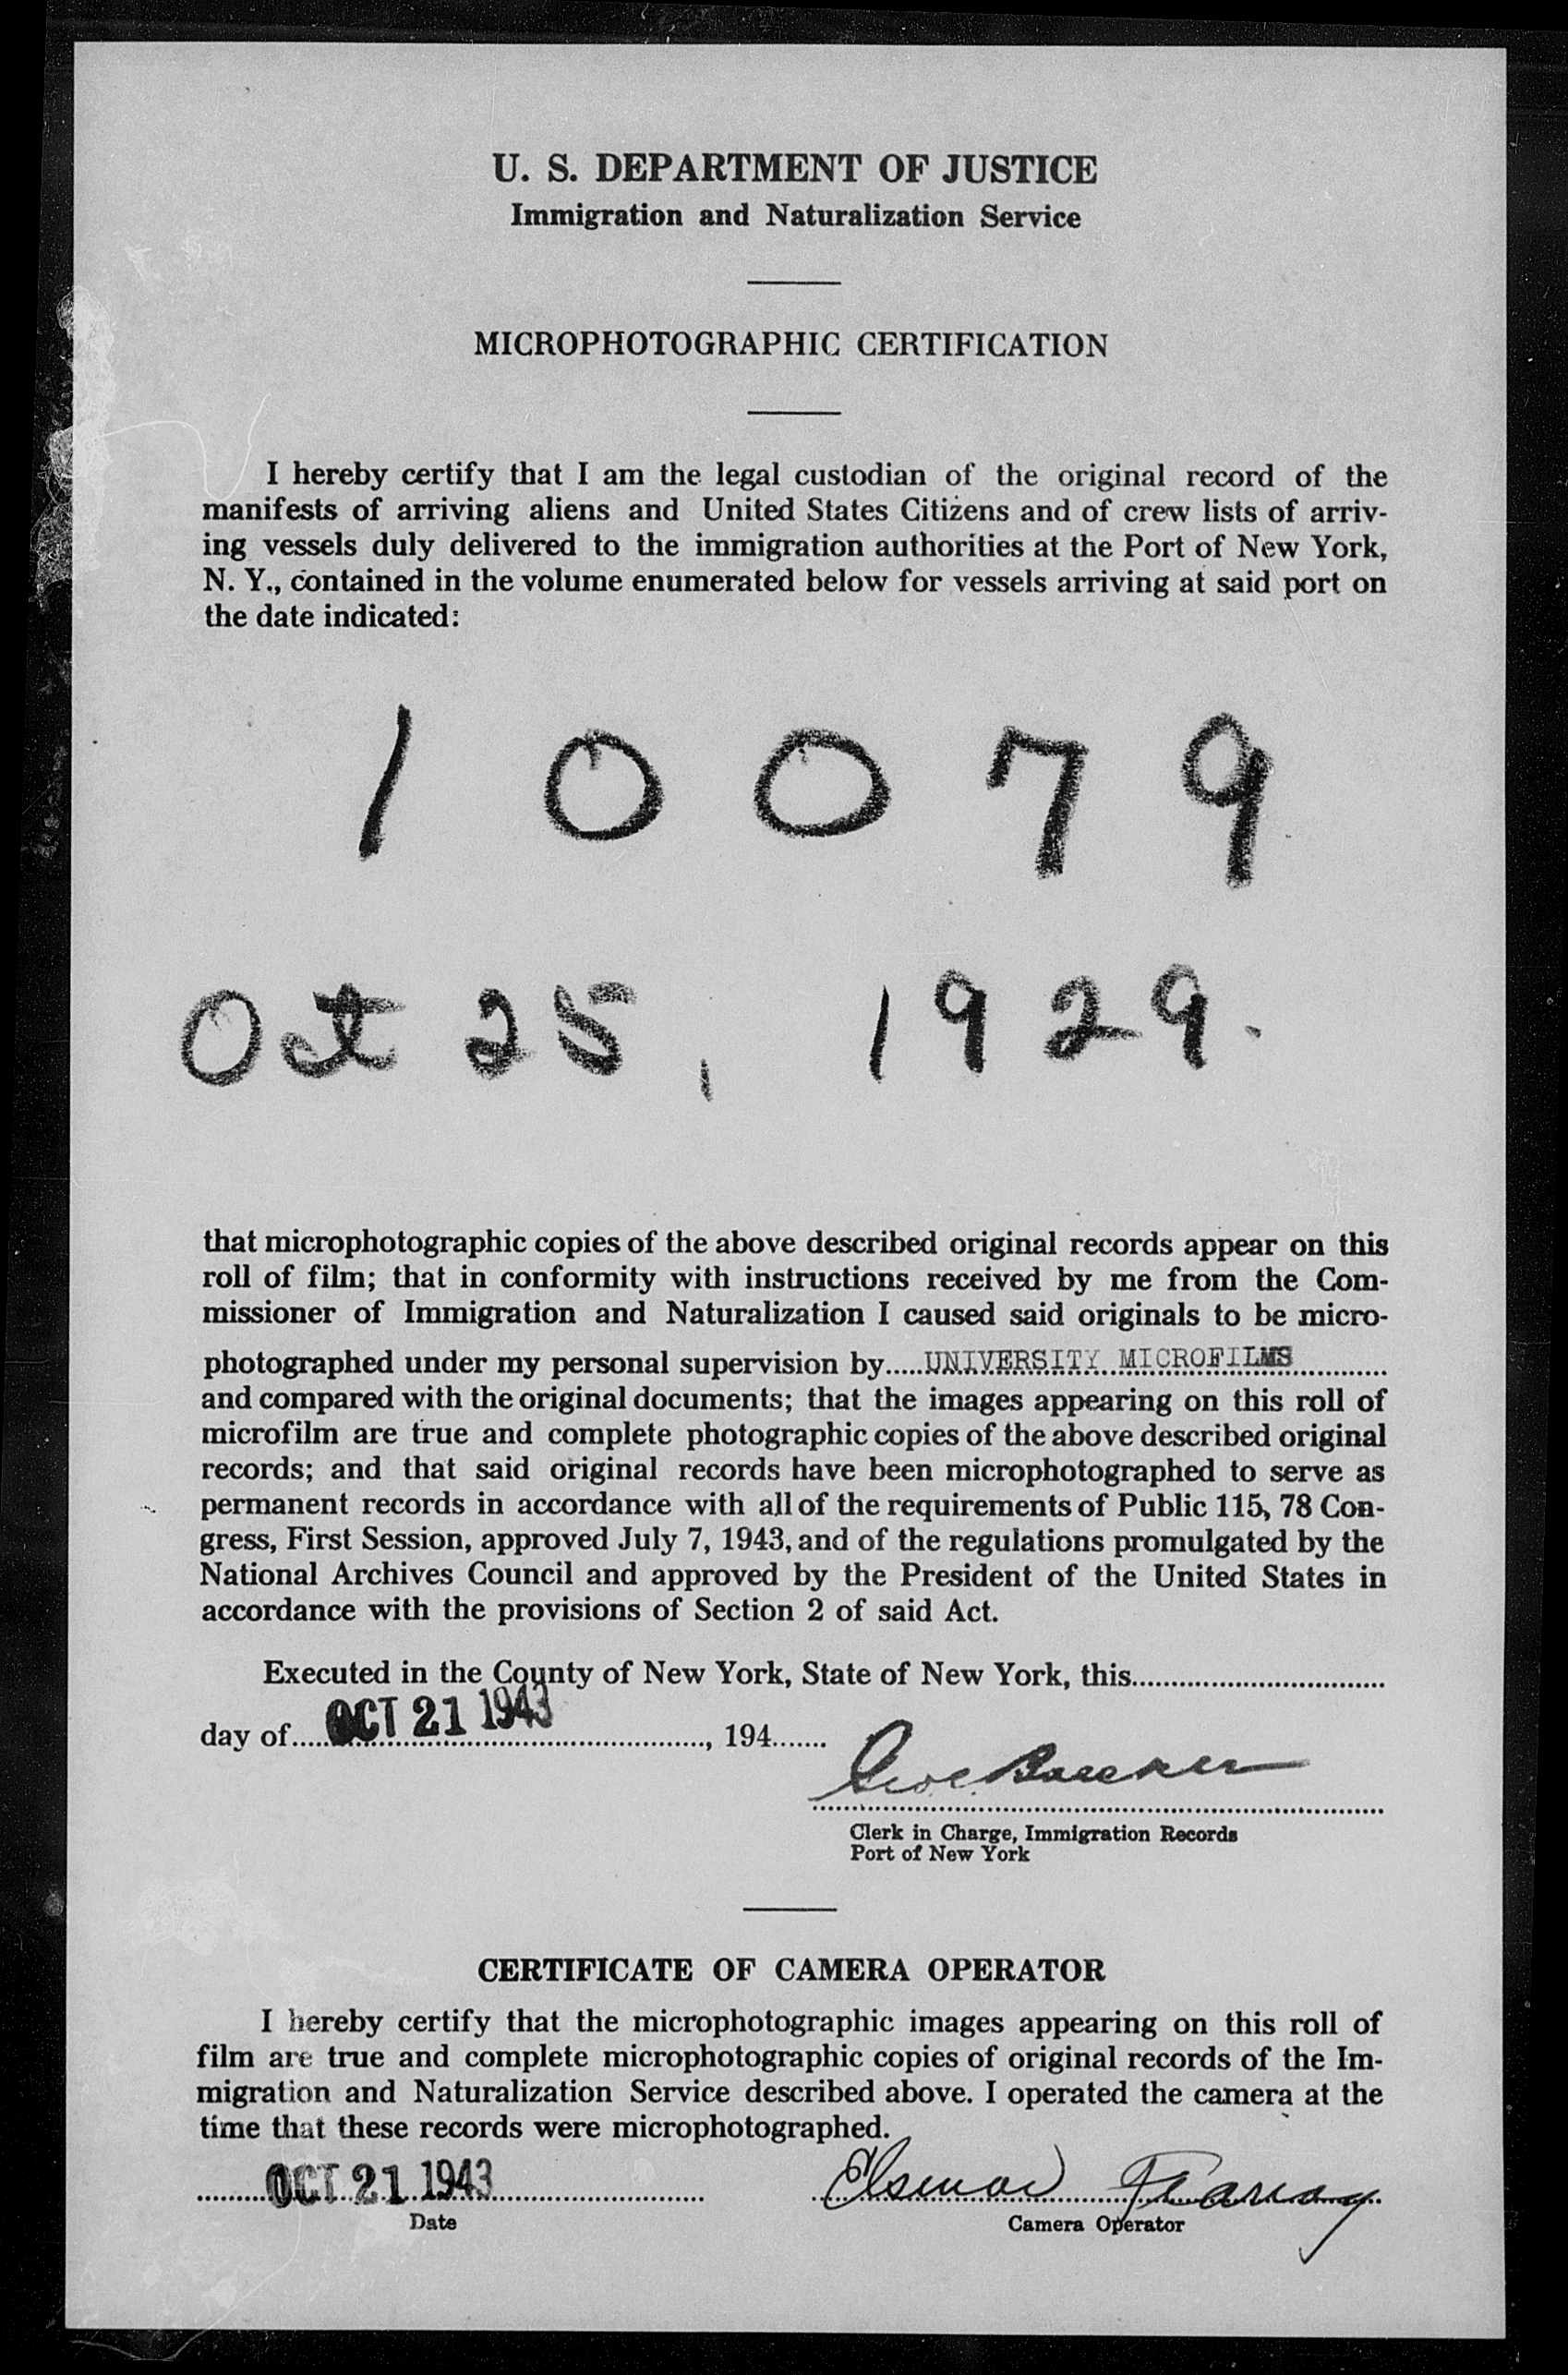 U. S. DEPARTMENT OF JUSTICE
Immigration and Naturalization Service
MICROPHOTOGRAPHIC CERTIFICATION
I hereby certify that I am the legal custodian of the original record of the
manifests of arriving aliens and United States Citizens and of crew lists of arriv-
ing vessels duly delivered to the immigration authorities at the Port of New York,
N. Y., contained in the volume enumerated below for vessels arriving at said port on
the date indicated:
1 0 0 7 9
Oct 25, 1929.
that microphotographic copies of the above described original records appear on this
roll of film; that in conformity with instructions received by me from the Com-
missioner of Immigration and Naturalization I caused said originals to be micro-
photographed under my personal supervision by.....UNIVERSITY MICROFILMS
and compared with the original documents; that the images appearing on this roll of
microfilm are true and complete photographic copies of the above described original
records; and that said original records have been microphotographed to serve as
permanent records in accordance with all of the requirements of Public 115, 78 Con-
gress, First Session, approved July 7, 1943, and of the regulations promulgated by the
National Archives Council and approved by the President of the United States in
accordance with the provisions of Section 2 of said Act.
Executed in the County of New York, State of New York, this
day of OCT 21 1943, 194
Clerk in Charge, Immigration Records
Port of New York
CERTIFICATE OF CAMERA OPERATOR
I hereby certify that the microphotographic images appearing on this roll of
film are true and complete microphotographic copies of original records of the Im-
migration and Naturalization Service described above. I operated the camera at the
time that these records were microphotographed.
OCT 21 1943
Date
Camera Operator